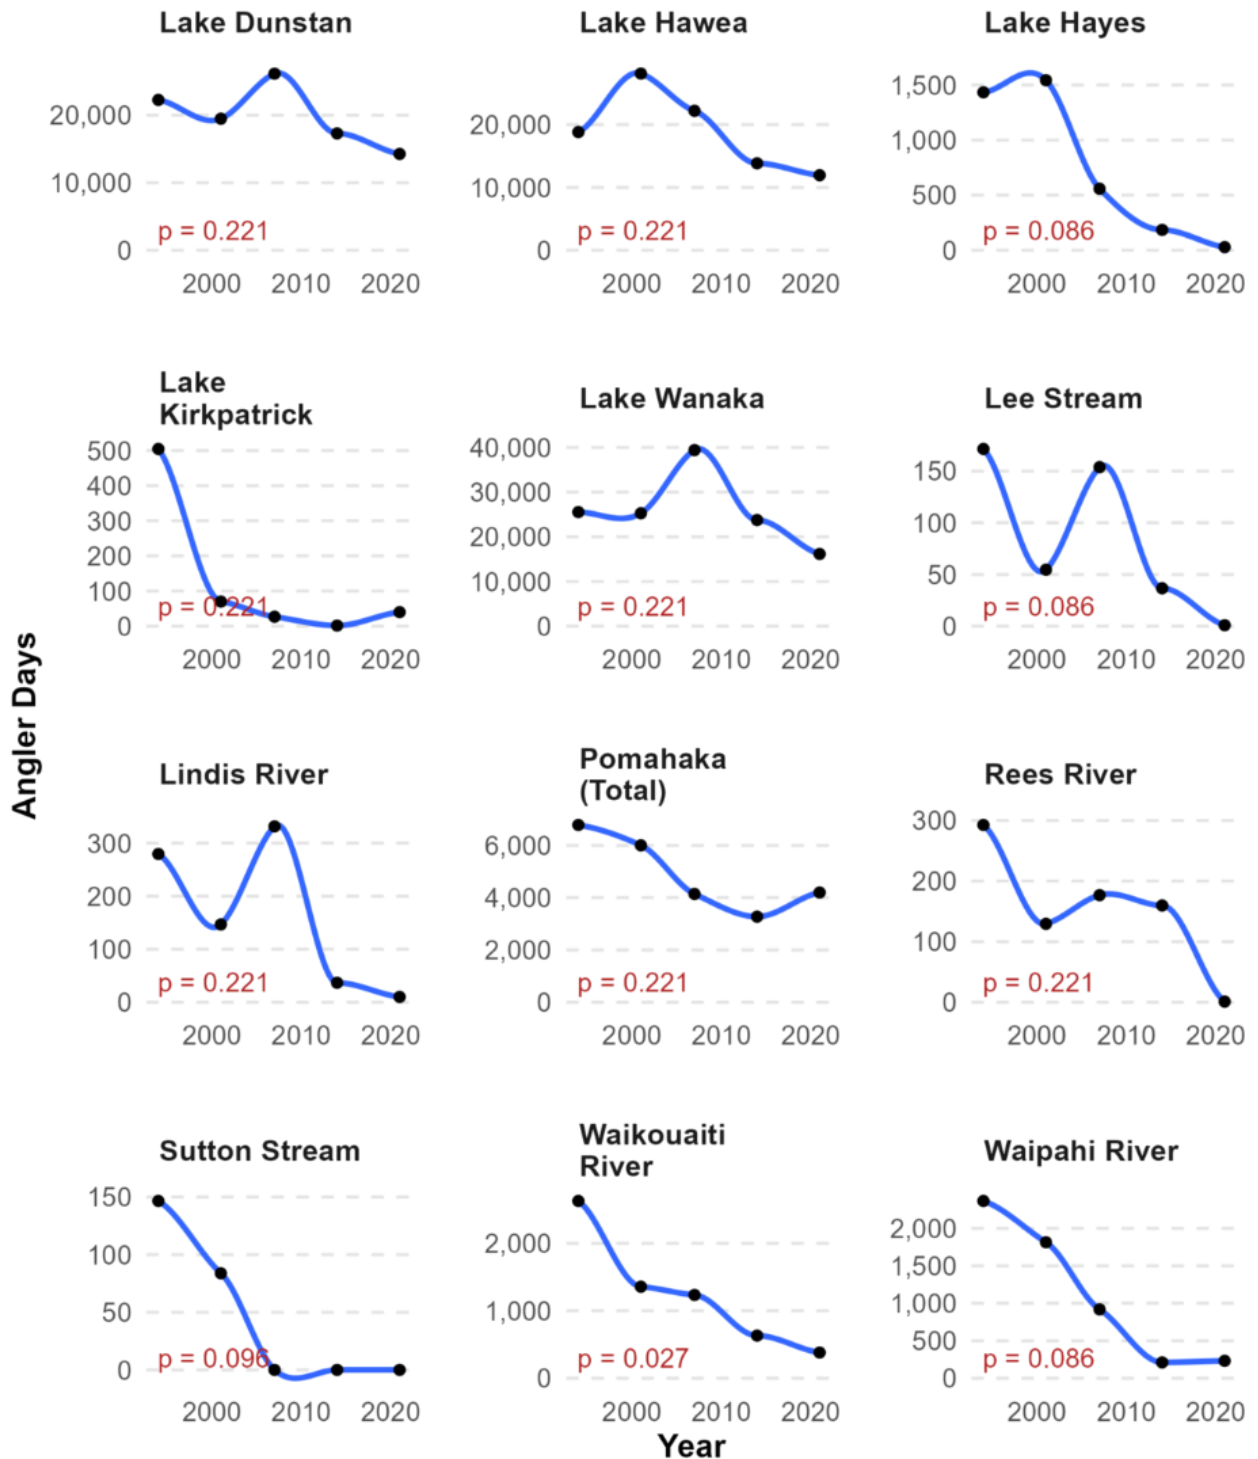 Lake Dunstan
20,000
10,000
0
p = 0.221
2000 2010 2020
Lake Hawea
20,000
10,000
0
p = 0.221
2000 2010 2020
Lake Hayes
1,500
1,000
500
0
p = 0.086
2000 2010 2020
Lake
Kirkpatrick
500
400
300
200
100
0
p = 0.221
2000 2010 2020
Lake Wanaka
40,000
30,000
20,000
10,000
0
p = 0.221
2000 2010 2020
Lee Stream
150
100
50
0
p = 0.086
2000 2010 2020
Angler Days
Lindis River
300
200
100
0
p = 0.221
2000 2010 2020
Pomahaka
(Total)
6,000
4,000
2,000
0
p = 0.221
2000 2010 2020
Rees River
300
200
100
0
p = 0.221
2000 2010 2020
Sutton Stream
150
100
50
0
p = 0.096
2000 2010 2020
Waikouaiti
River
2,000
1,000
0
p = 0.027
2000 2010 2020
Waipahi River
2,000
1,500
1,000
500
0
p = 0.086
2000 2010 2020
Year